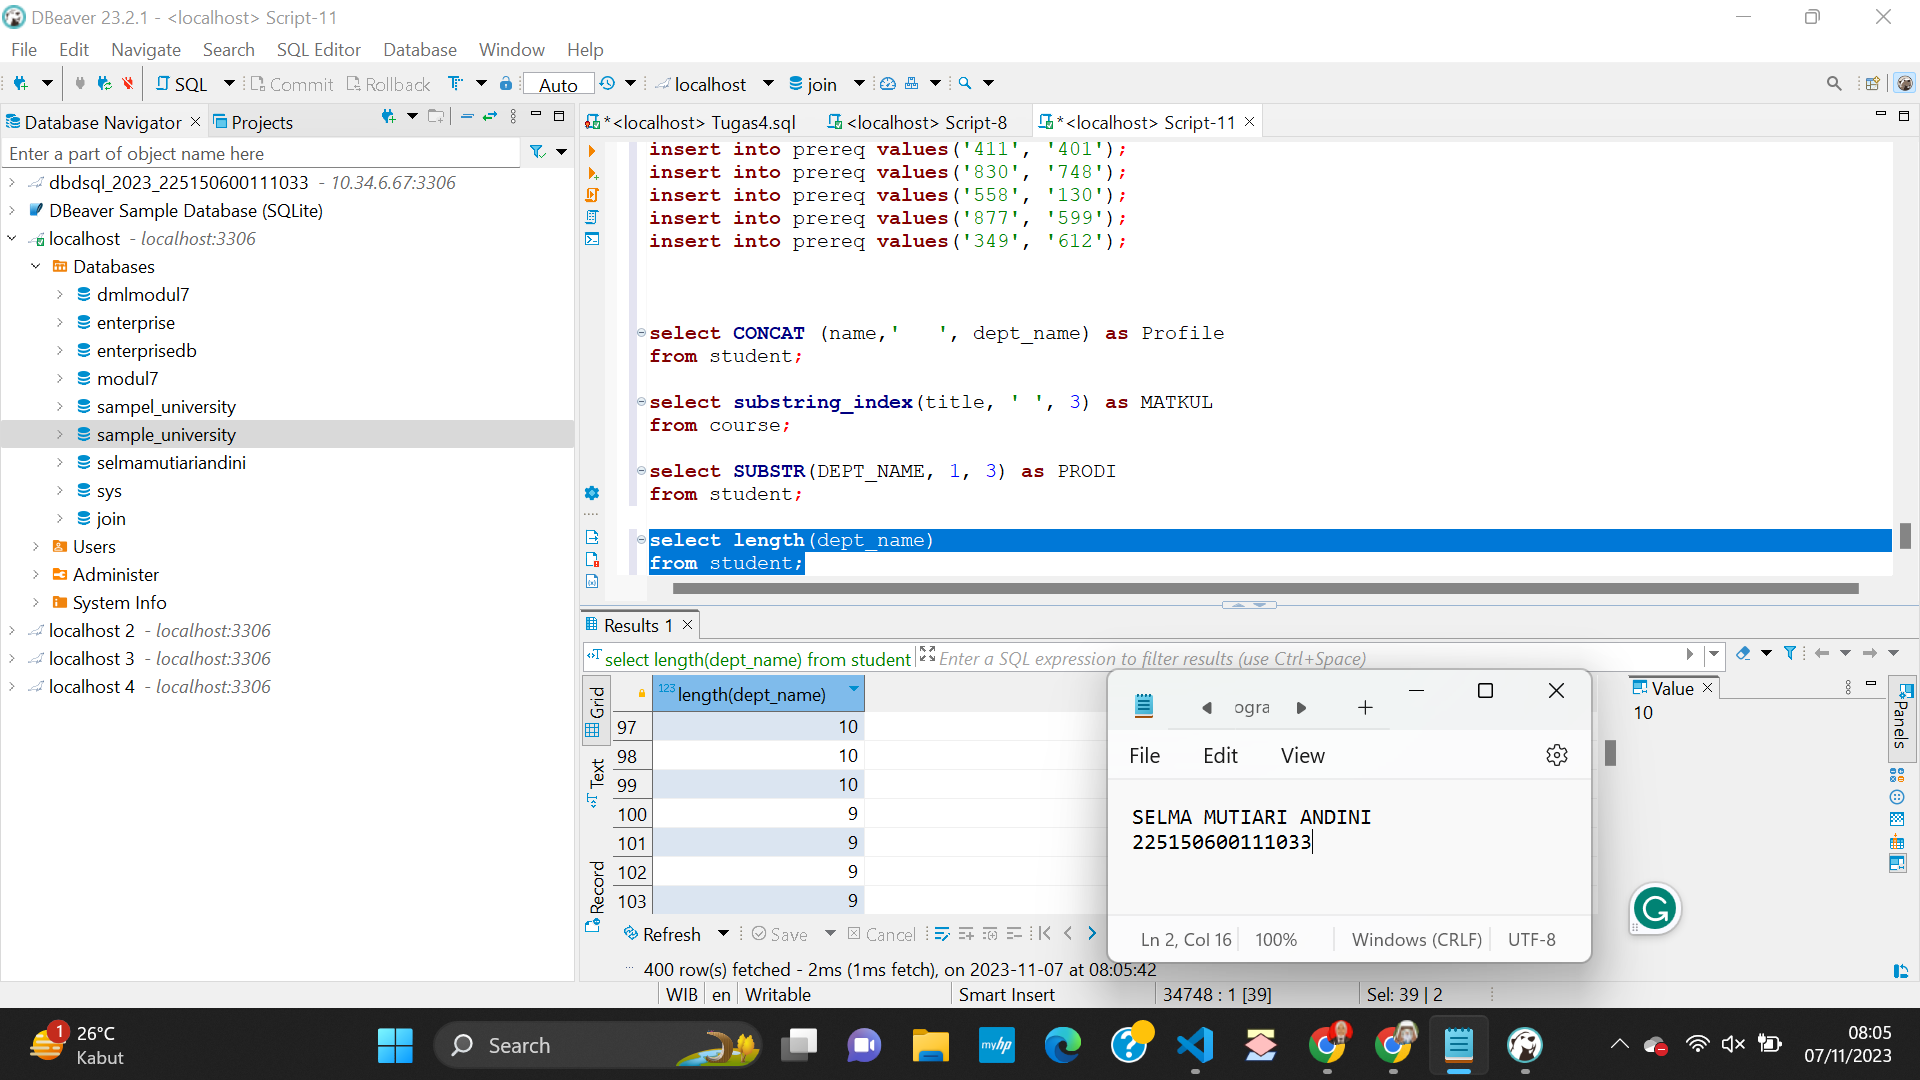 DBeaver 23.2.1 - <localhost> Script-11
File Edit Navigate Search SQL Editor Database Window Help
SQL Commit Rollback Auto localhost join
Database Navigator Projects
*<localhost> Tugas4.sql <localhost> Script-8 *<localhost> Script-11
Enter a part of object name here
dbdsql_2023_225150600111033 - 10.34.6.67:3306
DBeaver Sample Database (SQLite)
localhost - localhost:3306
Databases
dmlmodul7
enterprise
enterprisedb
modul7
sampel_university
sample_university
selmamutiariandini
sys
join
Users
Administer
System Info
localhost 2 - localhost:3306
localhost 3 - localhost:3306
localhost 4 - localhost:3306
insert into prereq values('411', '401');
insert into prereq values('830', '748');
insert into prereq values('558', '130');
insert into prereq values('877', '599');
insert into prereq values('349', '612');
select CONCAT (name,'   ', dept_name) as Profile
from student;
select substring_index(title, ' ', 3) as MATKUL
from course;
select SUBSTR(DEPT_NAME, 1, 3) as PRODI
from student;
select length(dept_name)
from student;
Results 1
select length(dept_name) from student Enter a SQL expression to filter results (use Ctrl+Space)
Grid
Text
Record
123 length(dept_name)
97 10
98 10
99 10
100 9
101 9
102 9
103 9
Value
10
Panels
Refresh Save Cancel
400 row(s) fetched - 2ms (1ms fetch), on 2023-11-07 at 08:05:42
WIB en Writable Smart Insert 34748 : 1 [39] Sel: 39 | 2
ogra
File Edit View
SELMA MUTIARI ANDINI
225150600111033
Ln 2, Col 16 100% Windows (CRLF) UTF-8
1
26°C
Kabut
Search
myhp
08:05
07/11/2023